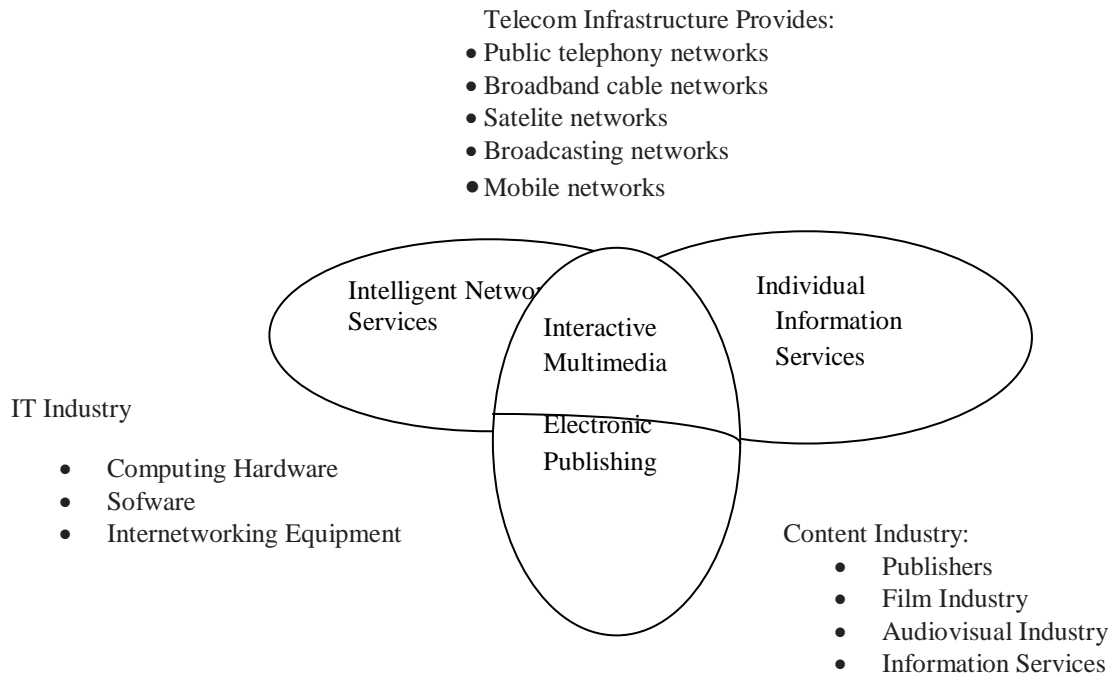 Telecom Infrastructure Provides:
• Public telephony networks
• Broadband cable networks
• Satelite networks
• Broadcasting networks
• Mobile networks
Intelligent Netwo
Services
Interactive
Multimedia
Individual
Information
Services
Electronic
Publishing
IT Industry
• Computing Hardware
• Sofware
• Internetworking Equipment
Content Industry:
• Publishers
• Film Industry
• Audiovisual Industry
• Information Services